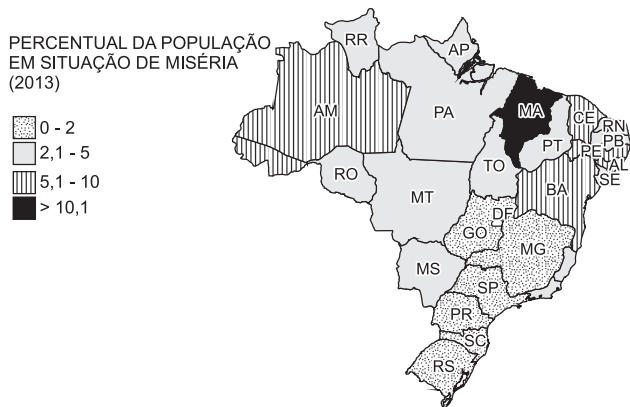 PERCENTUAL DA POPULAÇÃO
EM SITUAÇÃO DE MISÉRIA
(2013)
0 - 2
2,1 - 5
5,1 - 10
> 10,1
RR
AP
AM
PA
MA
CE
RN
PB
PT
PE
AL
SE
TO
RO
BA
MT
DF
GO
MG
MS
SP
PR
SC
RS